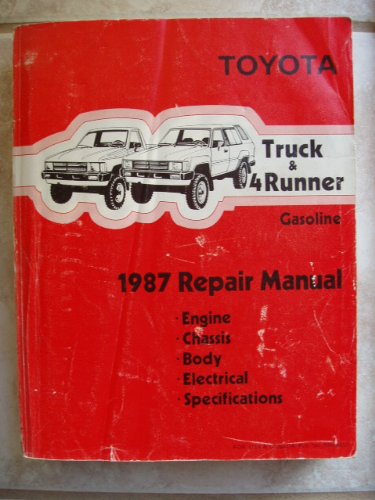 TOYOTA
Truck
&
4Runner
Gasoline
1987 Repair Manual
·Engine
·Chassis
·Body
·Electrical
·Specifications